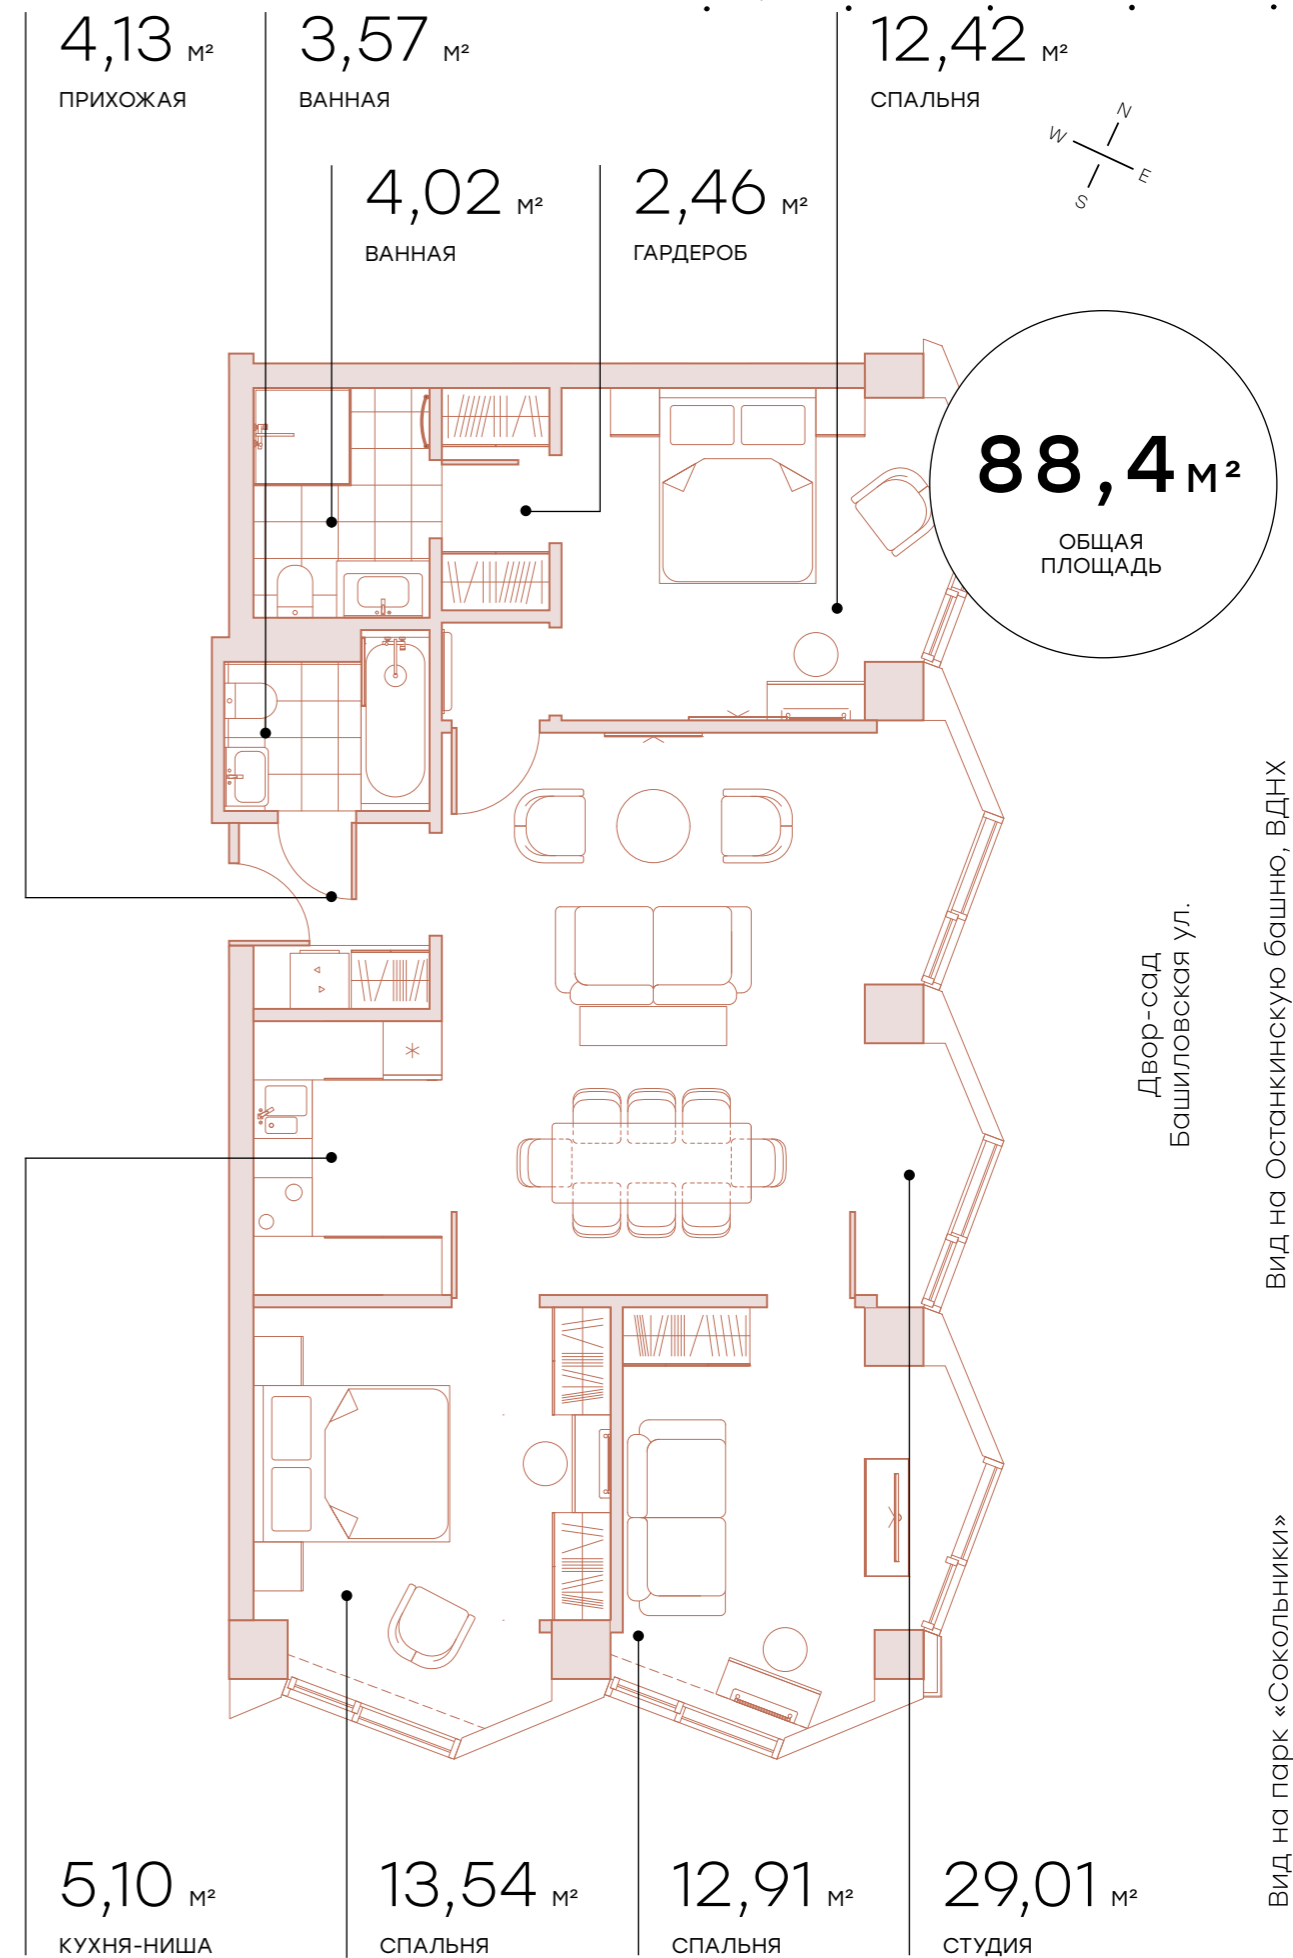 4,13 м²
ПРИХОЖАЯ
3,57 м²
ВАННАЯ
12,42 м²
СПАЛЬНЯ
4,02 м²
ВАННАЯ
2,46 м²
ГАРДЕРОБ
N
W
E
S
88,4 м²
ОБЩАЯ
ПЛОЩАДЬ
Двор-сад
Башиловская ул.
Вид на Останкинскую башню, ВДНХ
Вид на парк «Сокольники»
5,10 м²
КУХНЯ-НИША
13,54 м²
СПАЛЬНЯ
12,91 м²
СПАЛЬНЯ
29,01 м²
СТУДИЯ